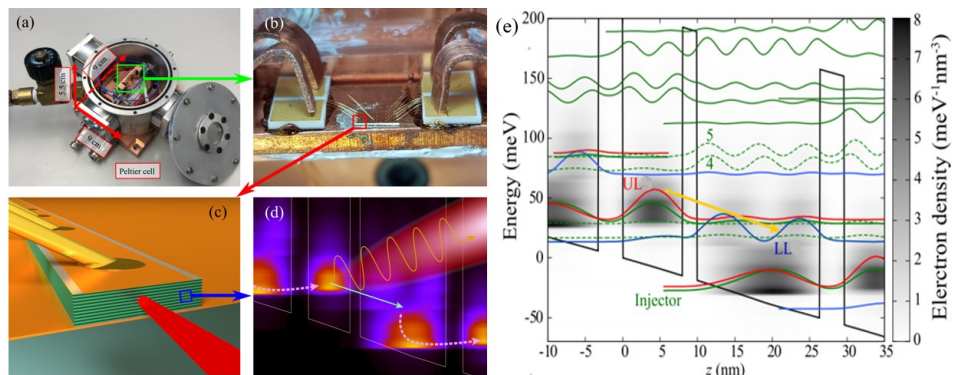 (a)
9 cm
5.5 cm
9 cm
Peltier cell
(b)
(c)
(d)
(e)
Energy (meV)
200
150
100
50
0
-50
5
4
UL
LL
Injector
-10
-5
0
5
10
15
20
25
30
35
z (nm)
8
7
6
5
4
3
2
1
0
Elerctron density (meV⁻¹nm⁻³)